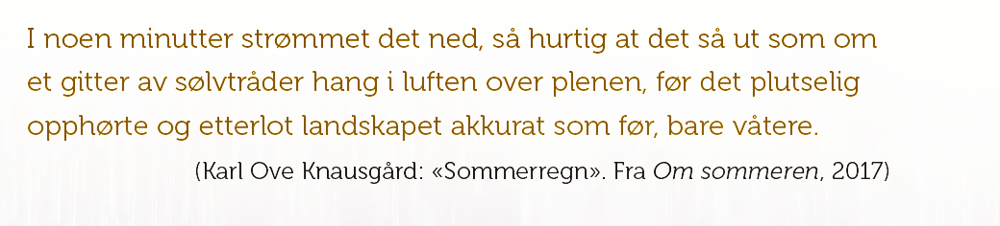 I noen minutter strømmet det ned, så hurtig at det så ut som om
et gitter av sølvtråder hang i luften over plenen, før det plutselig
opphørte og etterlot landskapet akkurat som før, bare våtere.
(Karl Ove Knausgård: «Sommerregn». Fra Om sommeren, 2017)